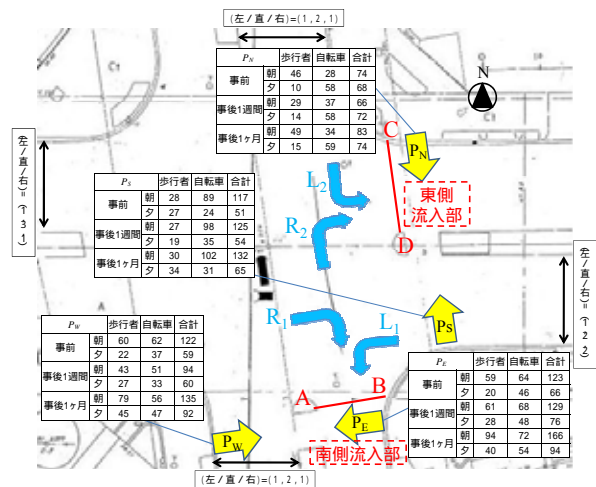 (左/直/右)=(1,2,1)
P_N 歩行者 自転車 合計
事前 朝 46 28 74
夕 10 58 68
事後1週間 朝 29 37 66
夕 14 58 72
事後1ヶ月 朝 49 34 83
夕 15 59 74
N
C1
C
P_N
(左/直/右)=(1,3,1)
P_S 歩行者 自転車 合計
事前 朝 28 89 117
夕 27 24 51
事後1週間 朝 27 98 125
夕 19 35 54
事後1ヶ月 朝 30 102 132
夕 34 31 65
L2
R2
東側
流入部
D
(左/直/右)=(1,2,2)
A
R1
L1
P_S
P_W 歩行者 自転車 合計
事前 朝 60 62 122
夕 22 37 59
事後1週間 朝 43 51 94
夕 27 33 60
事後1ヶ月 朝 79 56 135
夕 45 47 92
P_E 歩行者 自転車 合計
事前 朝 59 64 123
夕 20 46 66
事後1週間 朝 61 68 129
夕 28 48 76
事後1ヶ月 朝 94 72 166
夕 40 54 94
A
B
P_W
P_E
南側流入部
(左/直/右)=(1,2,1)